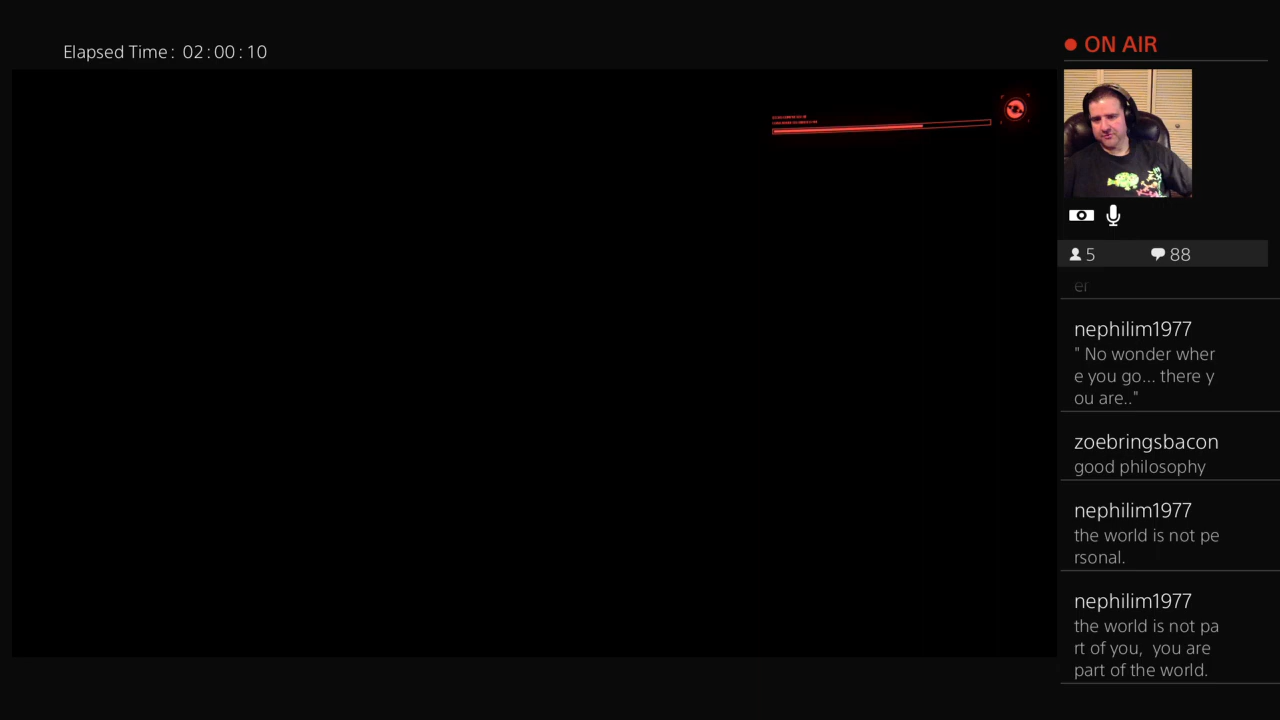 Elapsed Time: 02:00:10
ON AIR
5 88
er
nephilim1977
" No wonder wher
e you go... there y
ou are.."
zoebringsbacon
good philosophy
nephilim1977
the world is not pe
rsonal.
nephilim1977
the world is not pa
rt of you, you are
part of the world.